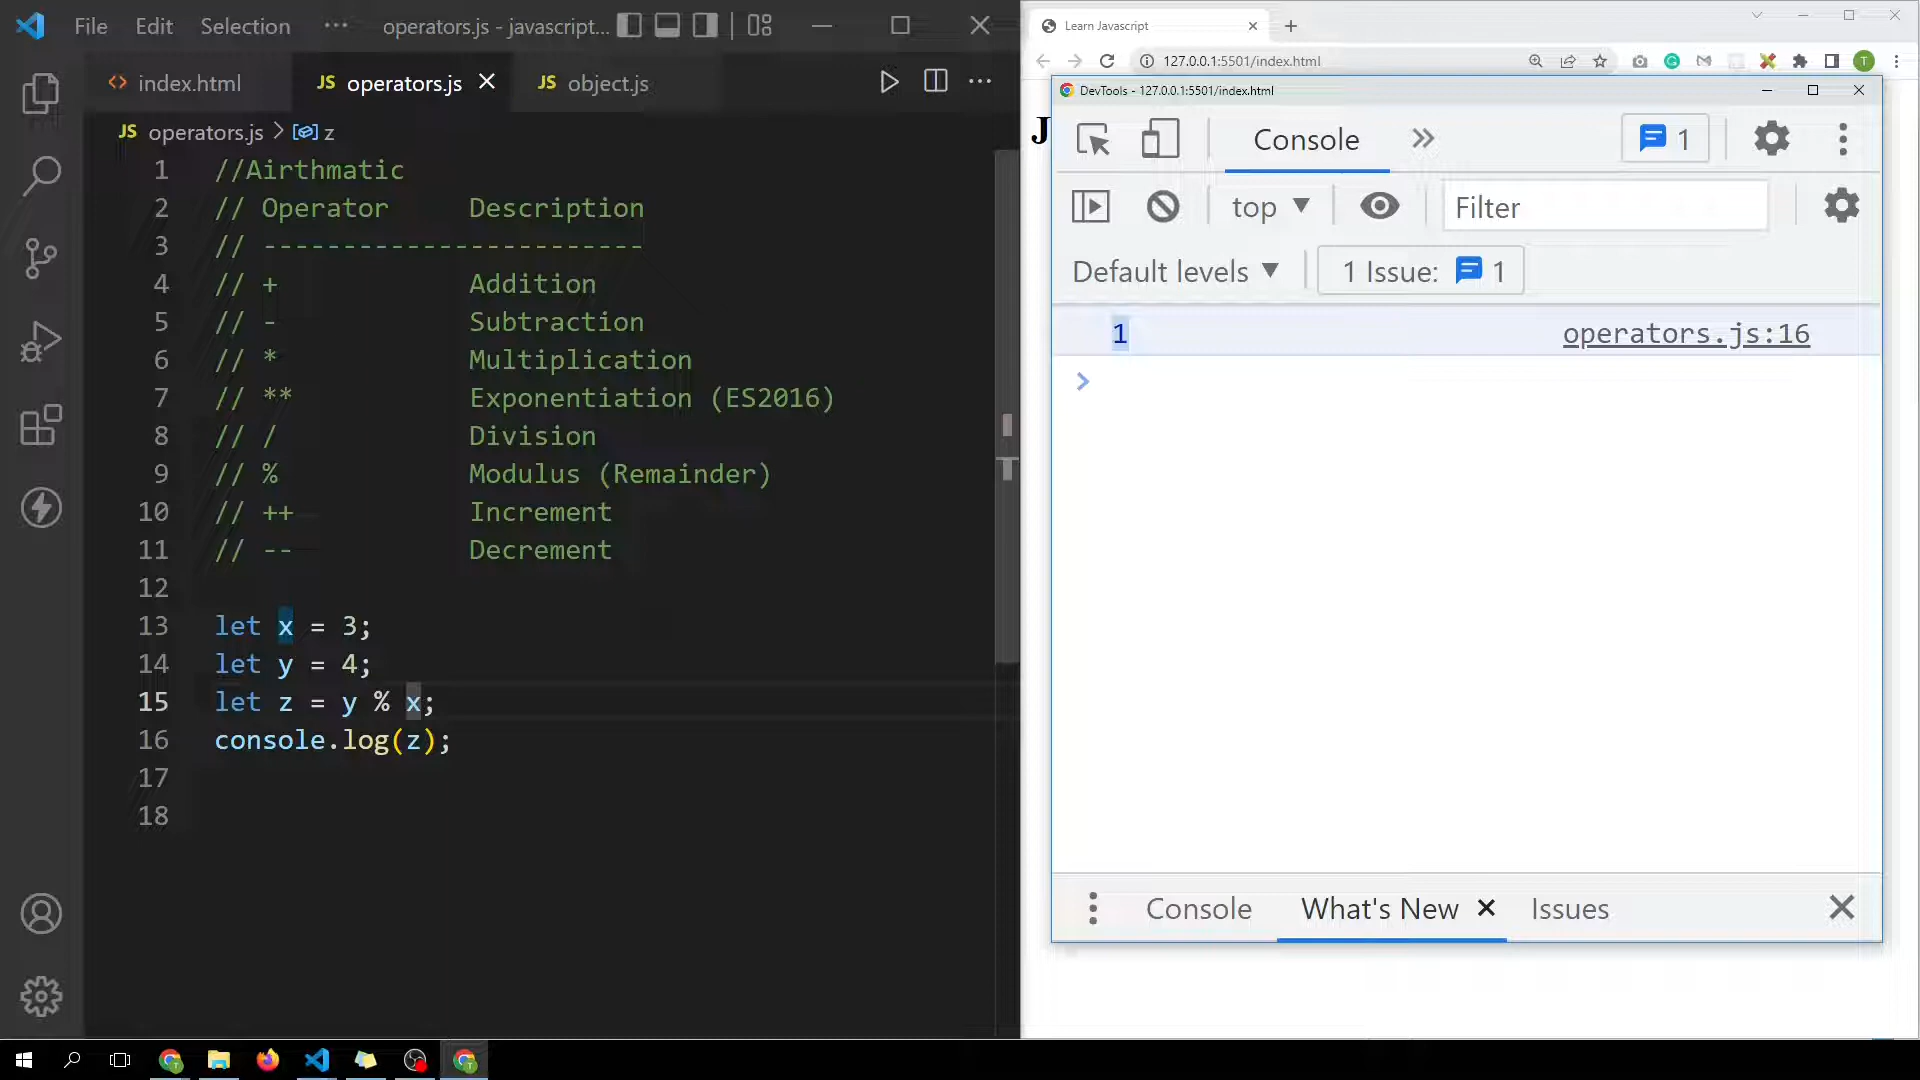 File Edit Selection ··· operators.js - javascript...
index.html JS operators.js JS object.js
JS operators.js > z
1 //Airthmatic
2 // Operator Description
3 // ------------------------
4 // + Addition
5 // - Subtraction
6 // * Multiplication
7 // ** Exponentiation (ES2016)
8 // / Division
9 // % Modulus (Remainder)
10 // ++ Increment
11 // -- Decrement
12
13 let x = 3;
14 let y = 4;
15 let z = y % x;
16 console.log(z);
17
18
Learn Javascript
127.0.0.1:5501/index.html
T
J
DevTools - 127.0.0.1:5501/index.html
Console 1
top Filter
Default levels 1 Issue: 1
1 operators.js:16
Console What's New Issues